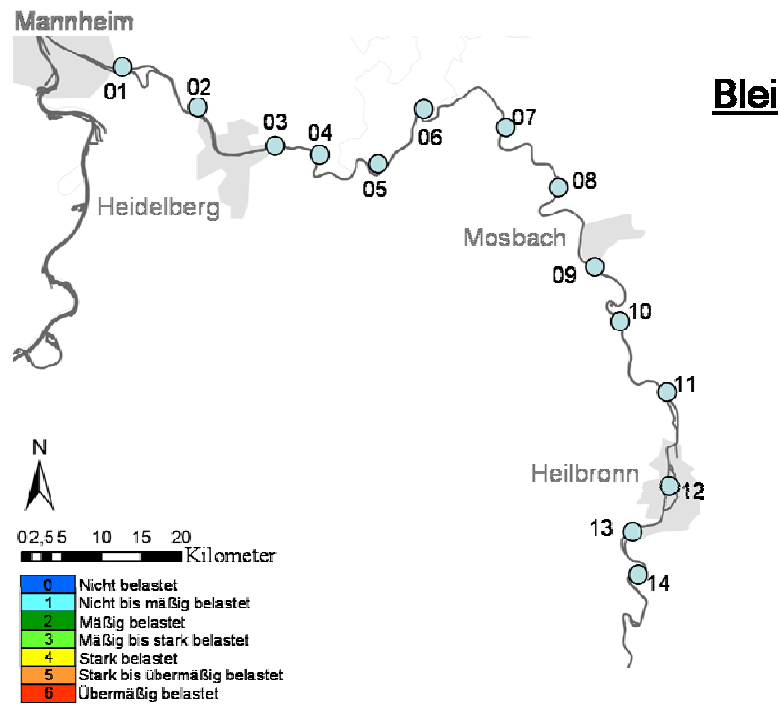 Mannheim
Blei
01
02
03
04
05
06
07
08
Heidelberg
Mosbach
09
10
11
Heilbronn
12
13
14
N
0 2,5 5 10 15 20
Kilometer
0 Nicht belastet
1 Nicht bis mäßig belastet
2 Mäßig belastet
3 Mäßig bis stark belastet
4 Stark belastet
5 Stark bis übermäßig belastet
6 Übermäßig belastet